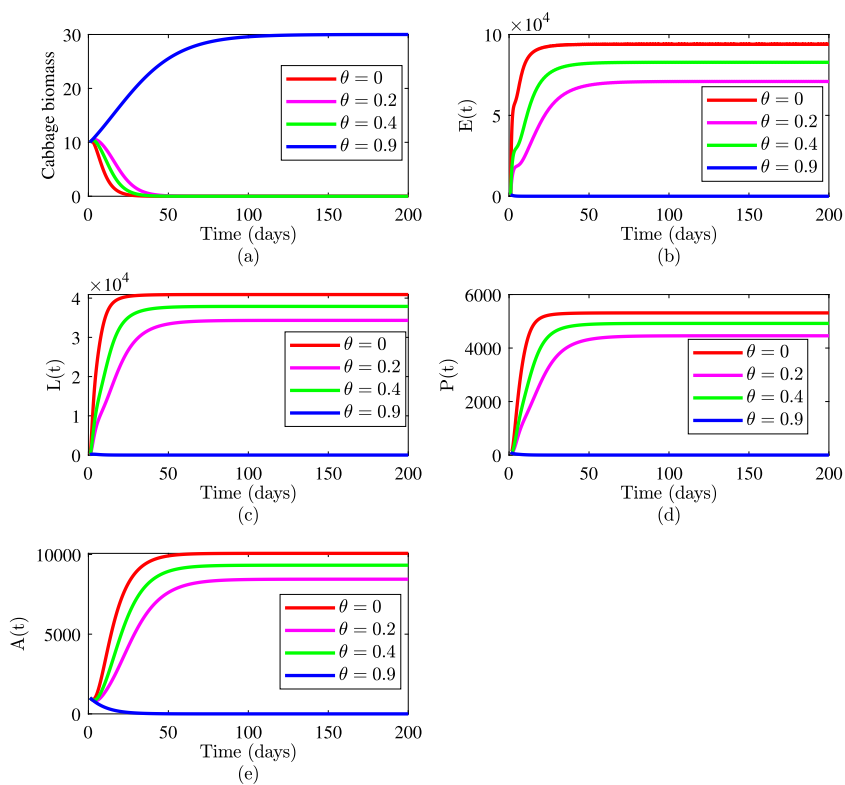 30
20
10
0
Cabbage biomass
θ = 0
θ = 0.2
θ = 0.4
θ = 0.9
0 50 100 150 200
Time (days)
(a)
×10⁴
10
5
0
E(t)
θ = 0
θ = 0.2
θ = 0.4
θ = 0.9
0 50 100 150 200
Time (days)
(b)
×10⁴
4
3
2
1
0
L(t)
θ = 0
θ = 0.2
θ = 0.4
θ = 0.9
0 50 100 150 200
Time (days)
(c)
6000
4000
2000
0
P(t)
θ = 0
θ = 0.2
θ = 0.4
θ = 0.9
0 50 100 150 200
Time (days)
(d)
10000
5000
0
A(t)
θ = 0
θ = 0.2
θ = 0.4
θ = 0.9
0 50 100 150 200
Time (days)
(e)